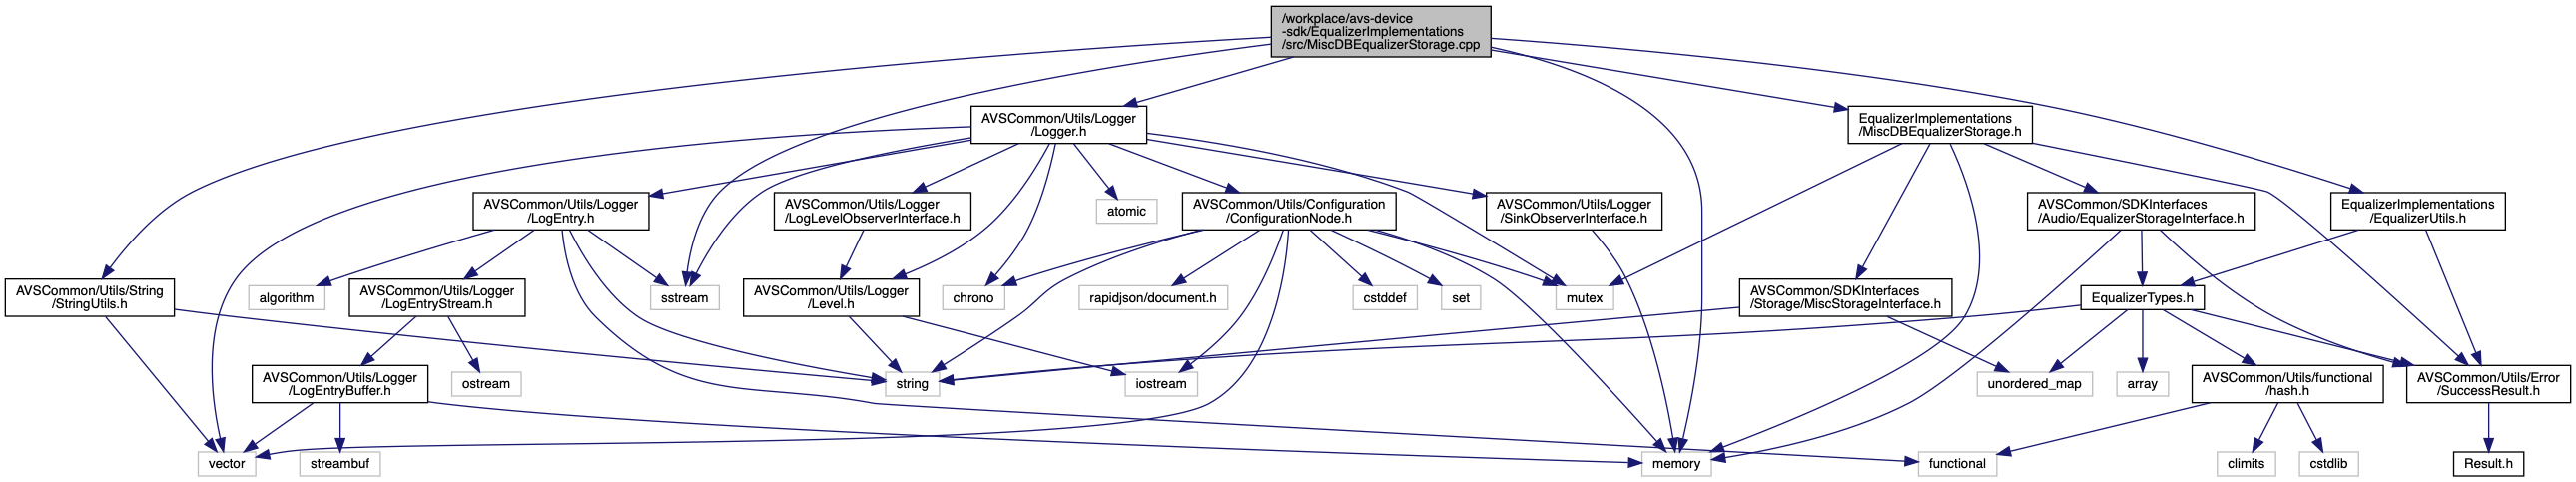 /workplace/avs-device
-sdk/EqualizerImplementations
/src/MiscDBEqualizerStorage.cpp
AVSCommon/Utils/Logger
/Logger.h
EqualizerImplementations
/MiscDBEqualizerStorage.h
AVSCommon/Utils/Logger
/LogEntry.h
AVSCommon/Utils/Logger
/LogLevelObserverInterface.h
atomic
AVSCommon/Utils/Configuration
/ConfigurationNode.h
AVSCommon/Utils/Logger
/SinkObserverInterface.h
AVSCommon/SDKInterfaces
/Audio/EqualizerStorageInterface.h
EqualizerImplementations
/EqualizerUtils.h
AVSCommon/Utils/String
/StringUtils.h
algorithm
AVSCommon/Utils/Logger
/LogEntryStream.h
sstream
AVSCommon/Utils/Logger
/Level.h
chrono
rapidjson/document.h
cstddef
set
mutex
AVSCommon/SDKInterfaces
/Storage/MiscStorageInterface.h
EqualizerTypes.h
AVSCommon/Utils/Logger
/LogEntryBuffer.h
ostream
string
iostream
unordered_map
array
AVSCommon/Utils/functional
/hash.h
AVSCommon/Utils/Error
/SuccessResult.h
vector
streambuf
memory
functional
climits
cstdlib
Result.h